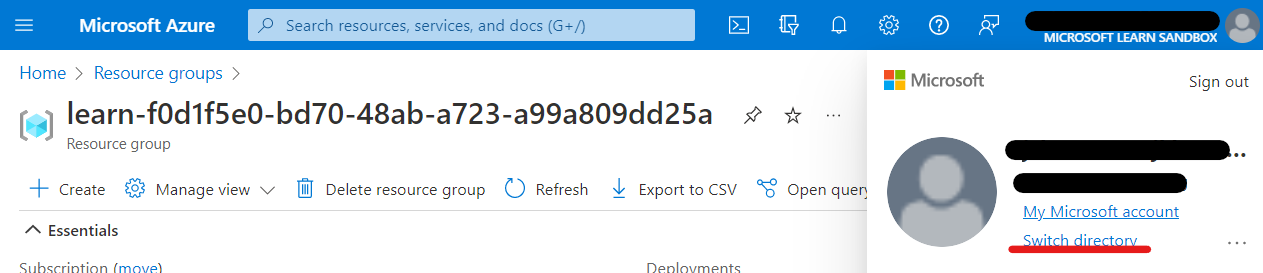 Microsoft Azure
Search resources, services, and docs (G+/)
MICROSOFT LEARN SANDBOX
Home > Resource groups >
learn-f0d1f5e0-bd70-48ab-a723-a99a809dd25a
Resource group
Create
Manage view
Delete resource group
Refresh
Export to CSV
Open query
Essentials
Subscription (move)
Deployments
Microsoft
Sign out
My Microsoft account
Switch directory